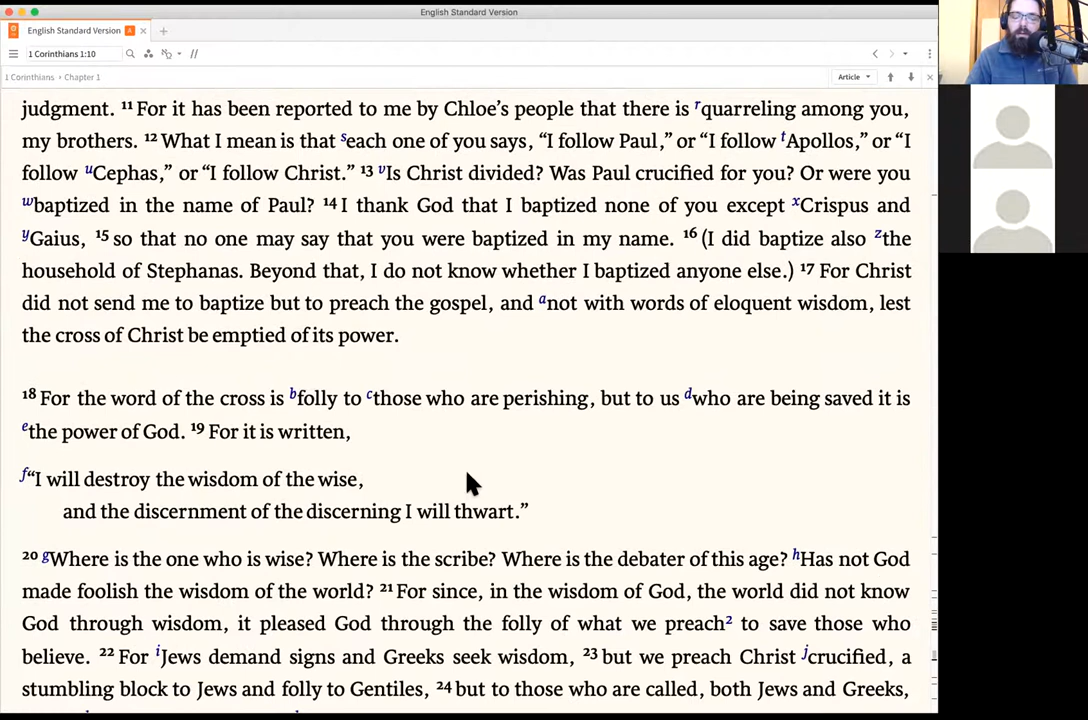 English Standard Version
English Standard Version A
1 Corinthians 1:10
1 Corinthians › Chapter 1
Article
judgment. 11 For it has been reported to me by Chloe’s people that there is rquarreling among you,
my brothers. 12 What I mean is that seach one of you says, “I follow Paul,” or “I follow tApollos,” or “I
follow uCephas,” or “I follow Christ.” 13 vIs Christ divided? Was Paul crucified for you? Or were you
wbaptized in the name of Paul? 14 I thank God that I baptized none of you except xCrispus and
yGaius, 15 so that no one may say that you were baptized in my name. 16 (I did baptize also zthe
household of Stephanas. Beyond that, I do not know whether I baptized anyone else.) 17 For Christ
did not send me to baptize but to preach the gospel, and anot with words of eloquent wisdom, lest
the cross of Christ be emptied of its power.
18 For the word of the cross is bfolly to cthose who are perishing, but to us dwho are being saved it is
ethe power of God. 19 For it is written,
f“I will destroy the wisdom of the wise,
and the discernment of the discerning I will thwart.”
20 gWhere is the one who is wise? Where is the scribe? Where is the debater of this age? hHas not God
made foolish the wisdom of the world? 21 For since, in the wisdom of God, the world did not know
God through wisdom, it pleased God through the folly of what we preach2 to save those who
believe. 22 For iJews demand signs and Greeks seek wisdom, 23 but we preach Christ jcrucified, a
stumbling block to Jews and folly to Gentiles, 24 but to those who are called, both Jews and Greeks,